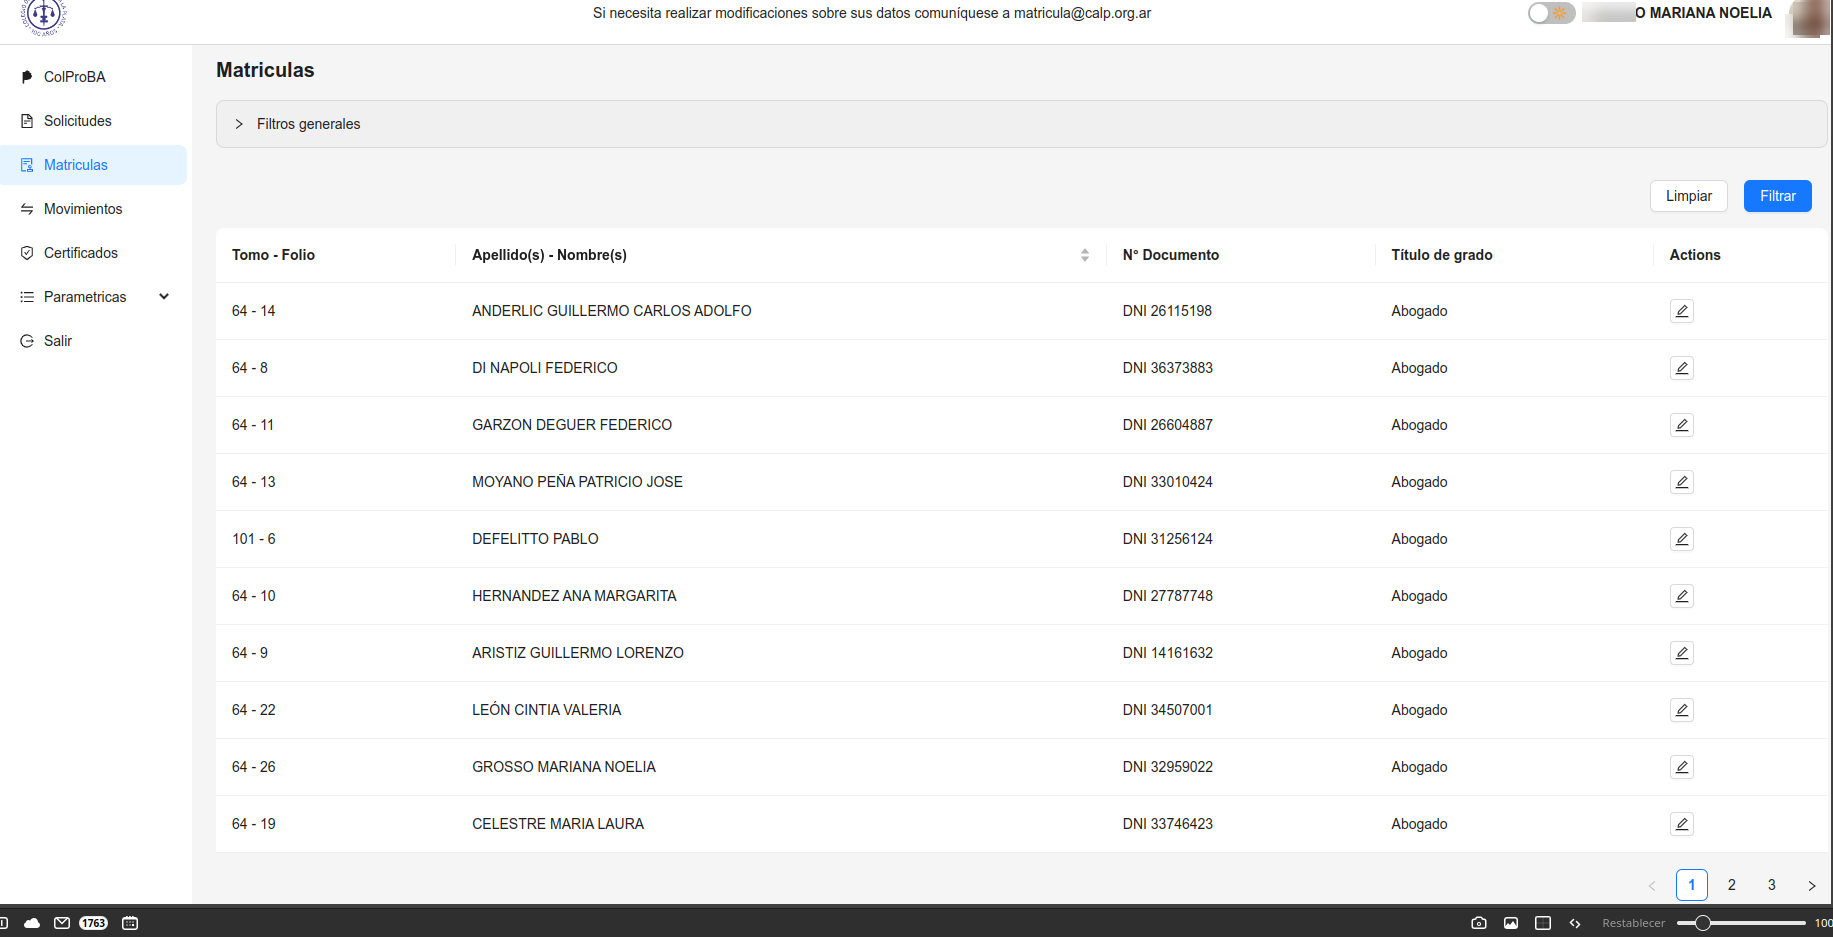 Si necesita realizar modificaciones sobre sus datos comuníquese a matricula@calp.org.ar
O MARIANA NOELIA
100 AÑOS
ColProBA
Solicitudes
Matriculas
Movimientos
Certificados
Parametricas
Salir
Matriculas
Filtros generales
Limpiar Filtrar
Tomo - Folio Apellido(s) - Nombre(s) N° Documento Título de grado Actions
64 - 14 ANDERLIC GUILLERMO CARLOS ADOLFO DNI 26115198 Abogado
64 - 8 DI NAPOLI FEDERICO DNI 36373883 Abogado
64 - 11 GARZON DEGUER FEDERICO DNI 26604887 Abogado
64 - 13 MOYANO PEÑA PATRICIO JOSE DNI 33010424 Abogado
101 - 6 DEFELITTO PABLO DNI 31256124 Abogado
64 - 10 HERNANDEZ ANA MARGARITA DNI 27787748 Abogado
64 - 9 ARISTIZ GUILLERMO LORENZO DNI 14161632 Abogado
64 - 22 LEÓN CINTIA VALERIA DNI 34507001 Abogado
64 - 26 GROSSO MARIANA NOELIA DNI 32959022 Abogado
64 - 19 CELESTRE MARIA LAURA DNI 33746423 Abogado
1 2 3
1763
Restablecer 100